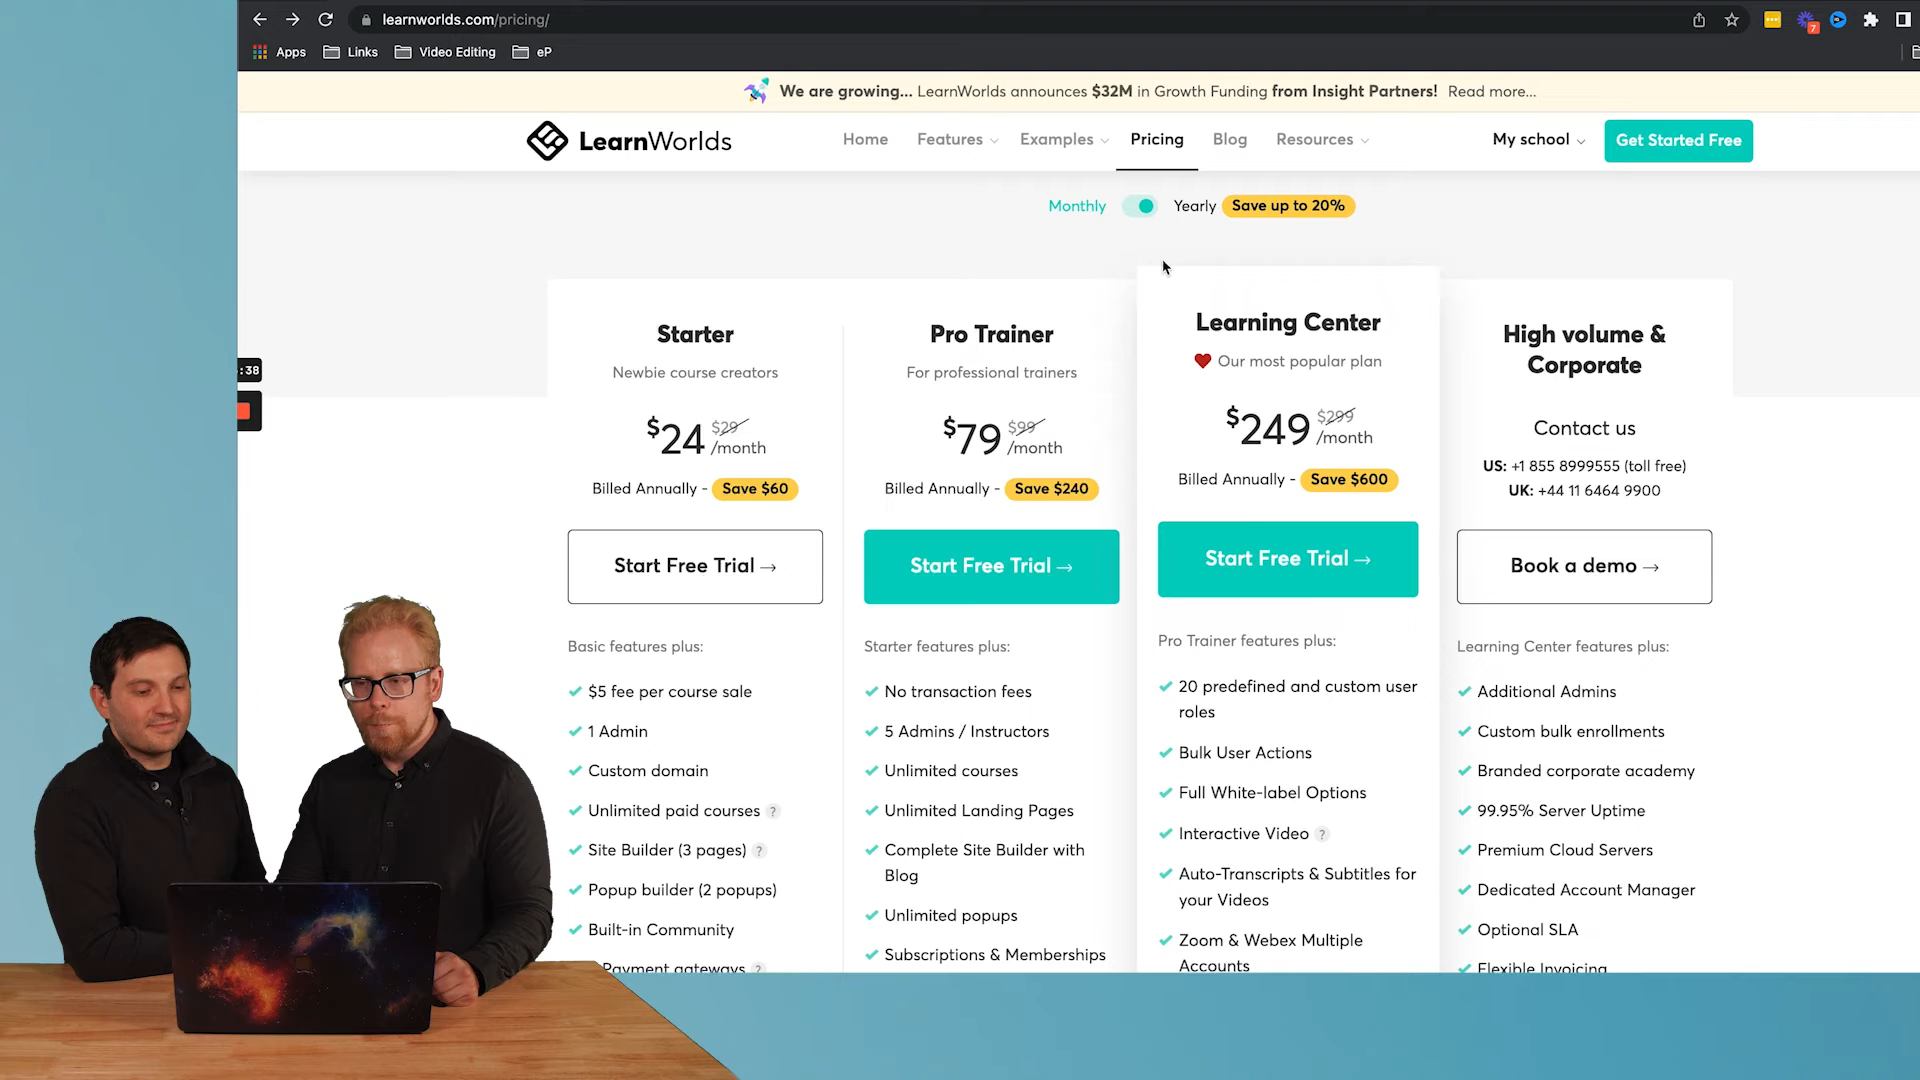 learnworlds.com/pricing/
7
Apps
Links
Video Editing
eP
We are growing... LearnWorlds announces $32M in Growth Funding from Insight Partners! Read more...
LearnWorlds
Home
Features
Examples
Pricing
Blog
Resources
My school
Get Started Free
Monthly
Yearly
Save up to 20%
:38
Starter
Newbie course creators
$24 $29 /month
Billed Annually - Save $60
Start Free Trial →
Basic features plus:
$5 fee per course sale
1 Admin
Custom domain
Unlimited paid courses ?
Site Builder (3 pages) ?
Popup builder (2 popups)
Built-in Community
Payment gateways ?
Pro Trainer
For professional trainers
$79 $99 /month
Billed Annually - Save $240
Start Free Trial →
Starter features plus:
No transaction fees
5 Admins / Instructors
Unlimited courses
Unlimited Landing Pages
Complete Site Builder with
Blog
Unlimited popups
Subscriptions & Memberships
Learning Center
Our most popular plan
$249 $299 /month
Billed Annually - Save $600
Start Free Trial →
Pro Trainer features plus:
20 predefined and custom user
roles
Bulk User Actions
Full White-label Options
Interactive Video ?
Auto-Transcripts & Subtitles for
your Videos
Zoom & Webex Multiple
Accounts
High volume &
Corporate
Contact us
US: +1 855 8999555 (toll free)
UK: +44 11 6464 9900
Book a demo →
Learning Center features plus:
Additional Admins
Custom bulk enrollments
Branded corporate academy
99.95% Server Uptime
Premium Cloud Servers
Dedicated Account Manager
Optional SLA
Flexible Invoicing